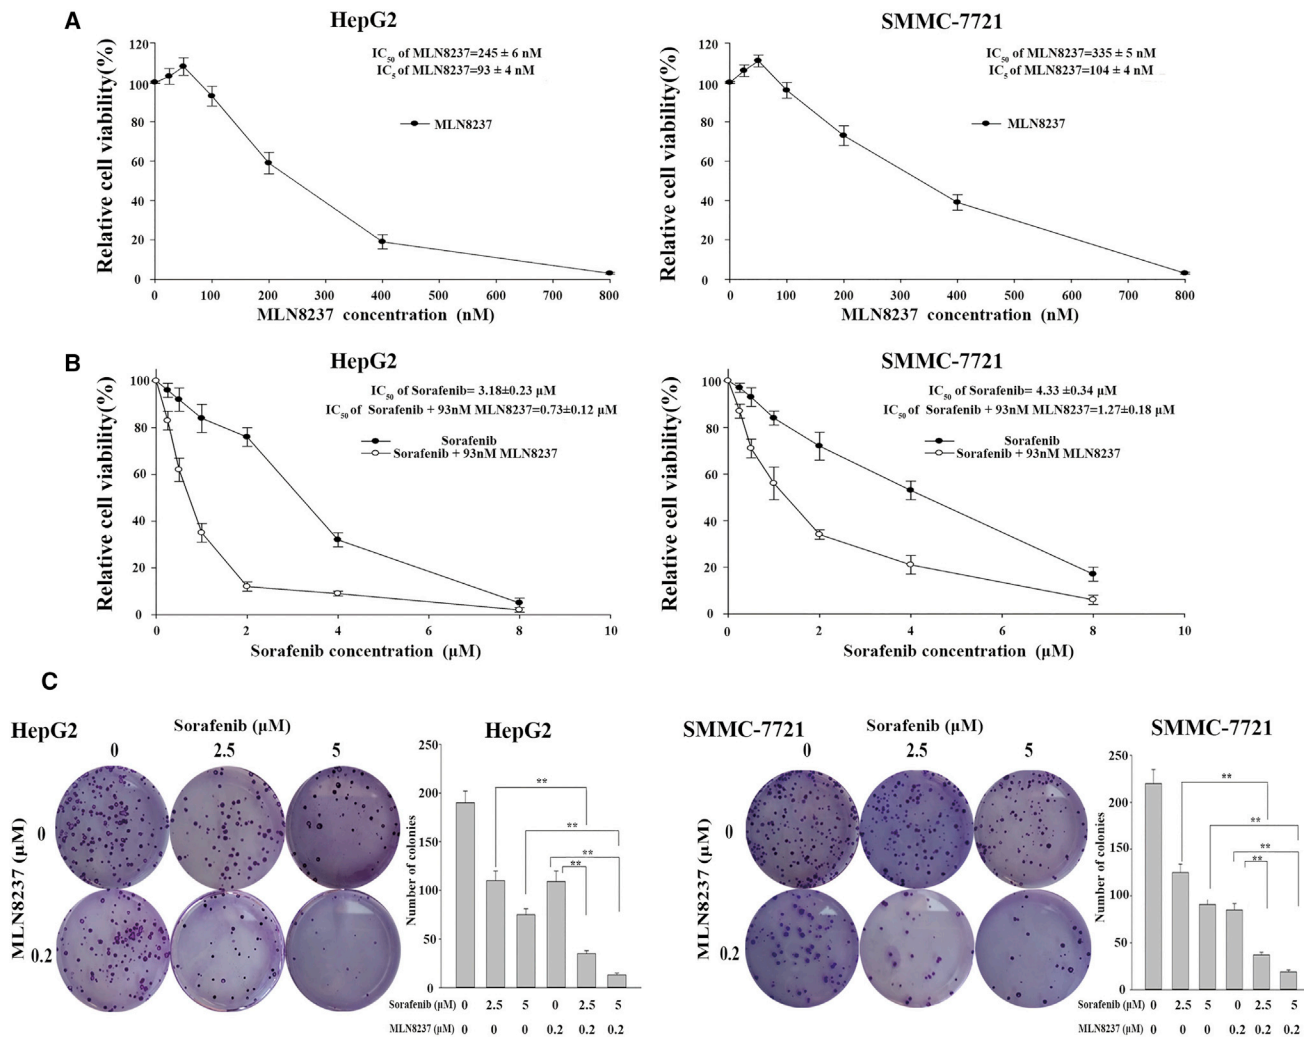 A
HepG2
IC50 of MLN8237=245 ± 6 nM
IC5 of MLN8237=93 ± 4 nM
MLN8237
Relative cell viability(%)
120
100
80
60
40
20
0
0 100 200 300 400 500 600 700 800
MLN8237 concentration (nM)
SMMC-7721
IC50 of MLN8237=335 ± 5 nM
IC5 of MLN8237=104 ± 4 nM
MLN8237
Relative cell viability(%)
120
100
80
60
40
20
0
0 100 200 300 400 500 600 700 800
MLN8237 concentration (nM)
B
HepG2
IC50 of Sorafenib= 3.18±0.23 μM
IC50 of Sorafenib + 93nM MLN8237=0.73±0.12 μM
Sorafenib
Sorafenib + 93nM MLN8237
Relative cell viability(%)
100
80
60
40
20
0
0 2 4 6 8 10
Sorafenib concentration (μM)
SMMC-7721
IC50 of Sorafenib= 4.33 ±0.34 μM
IC50 of Sorafenib + 93nM MLN8237=1.27±0.18 μM
Sorafenib
Sorafenib + 93nM MLN8237
Relative cell viability(%)
100
80
60
40
20
0
0 2 4 6 8 10
Sorafenib concentration (μM)
C
HepG2
Sorafenib (μM)
0 2.5 5
MLN8237 (μM)
0
0.2
HepG2
Number of colonies
250
200
150
100
50
0
**
**
**
**
Sorafenib (μM) 0 2.5 5 0 2.5 5
MLN8237 (μM) 0 0 0 0.2 0.2 0.2
SMMC-7721
Sorafenib (μM)
0 2.5 5
MLN8237 (μM)
0
0.2
SMMC-7721
Number of colonies
250
200
150
100
50
0
**
**
**
**
Sorafenib (μM) 0 2.5 5 0 2.5 5
MLN8237 (μM) 0 0 0 0.2 0.2 0.2